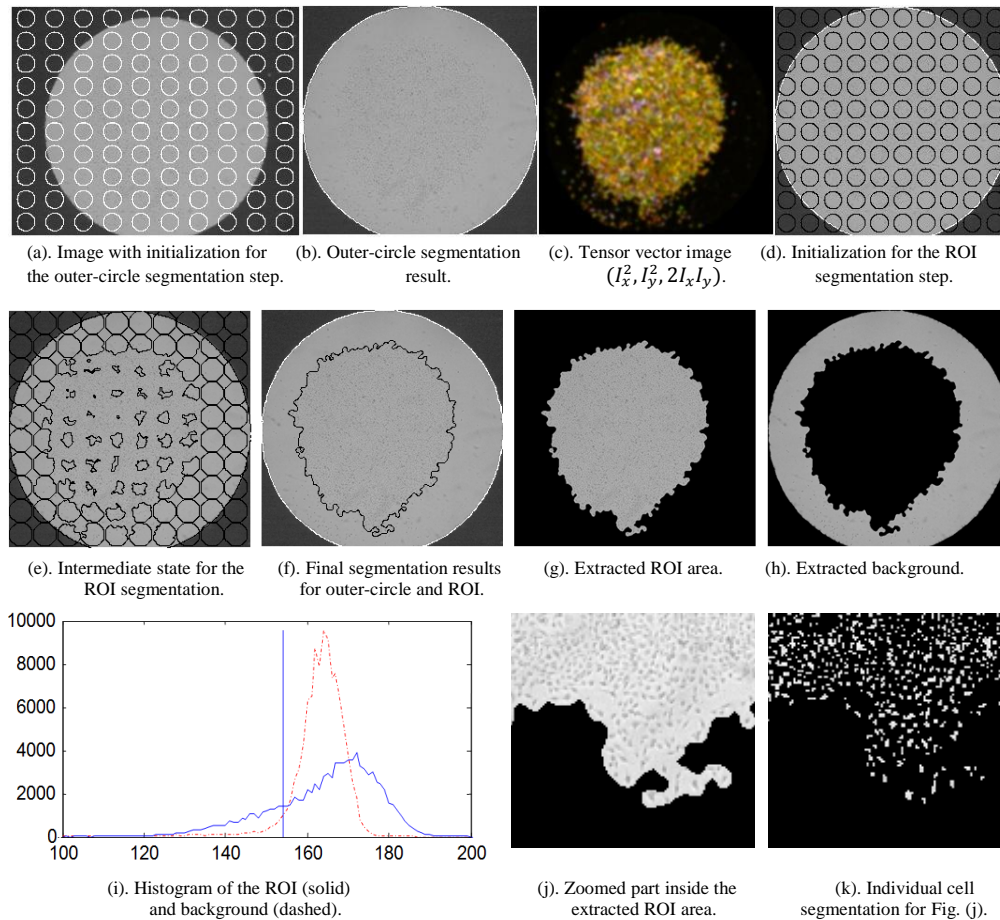 (a). Image with initialization for
the outer-circle segmentation step.
(b). Outer-circle segmentation
result.
(c). Tensor vector image
(I_x^2, I_y^2, 2I_xI_y).
(d). Initialization for the ROI
segmentation step.
(e). Intermediate state for the
ROI segmentation.
(f). Final segmentation results
for outer-circle and ROI.
(g). Extracted ROI area.
(h). Extracted background.
10000
8000
6000
4000
2000
0
100 120 140 160 180 200
(i). Histogram of the ROI (solid)
and background (dashed).
(j). Zoomed part inside the
extracted ROI area.
(k). Individual cell
segmentation for Fig. (j).